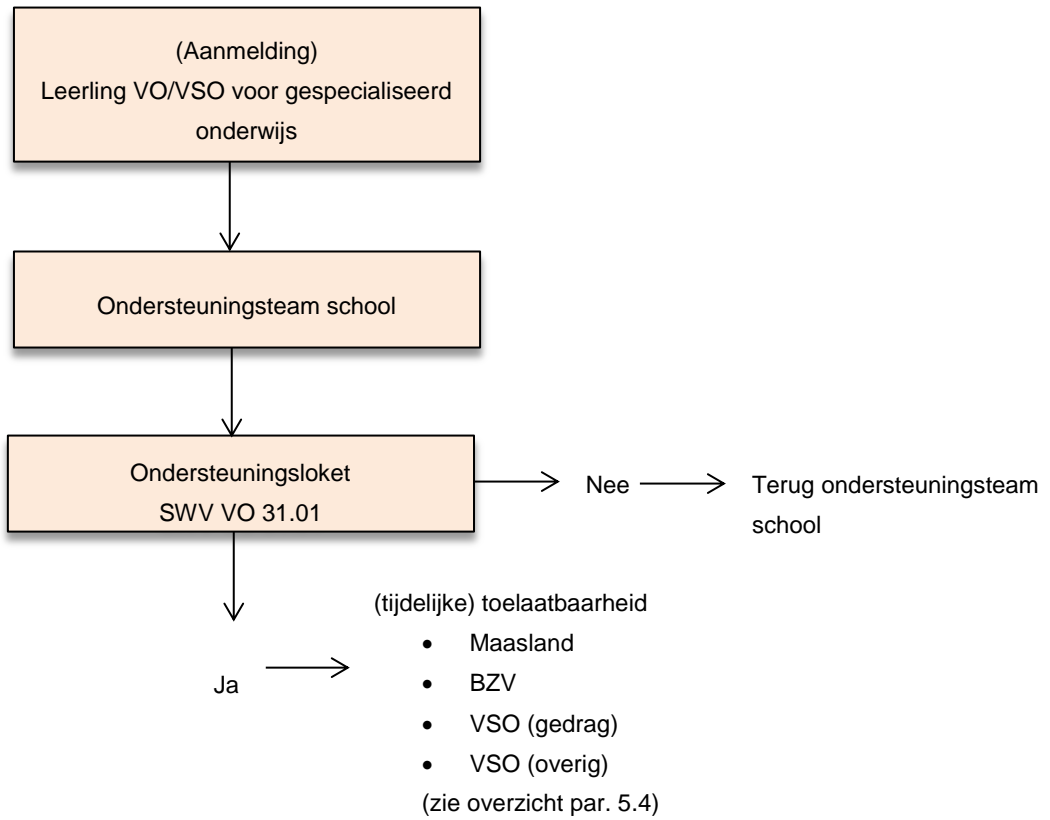 (Aanmelding)
Leerling VO/VSO voor gespecialiseerd
onderwijs
Ondersteuningsteam school
Ondersteuningsloket
SWV VO 31.01
Nee
Terug ondersteuningsteam
school
Ja
(tijdelijke) toelaatbaarheid
• Maasland
• BZV
• VSO (gedrag)
• VSO (overig)
(zie overzicht par. 5.4)